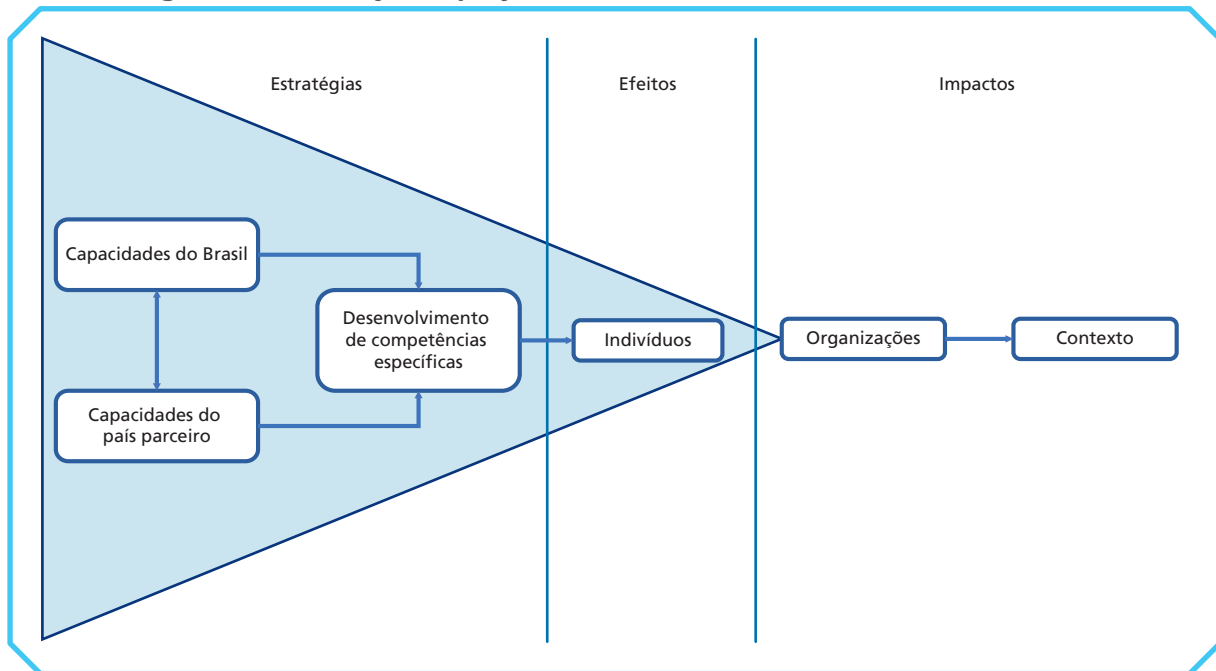 Estratégias
Efeitos
Impactos
Capacidades do Brasil
Desenvolvimento
de competências
específicas
Indivíduos
Organizações
Contexto
Capacidades do
país parceiro